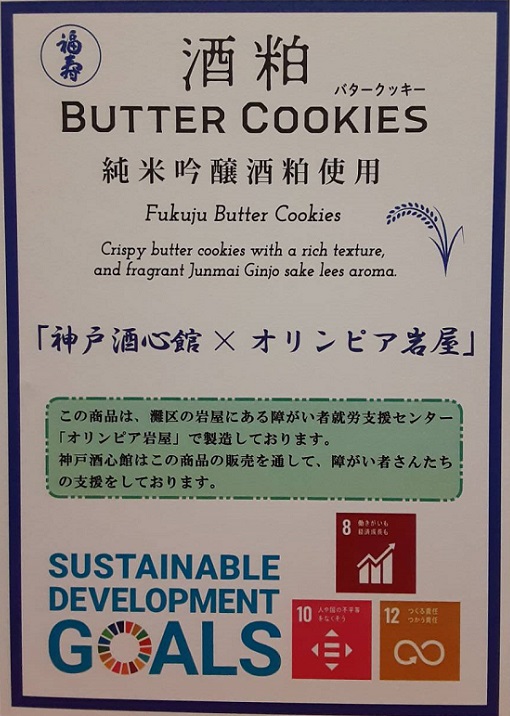 福寿
酒粕
バタークッキー
BUTTER COOKIES
純米吟醸酒粕使用
Fukuju Butter Cookies
Crispy butter cookies with a rich texture,
and fragrant Junmai Ginjo sake lees aroma.
「神戸酒心館 × オリンピア岩屋」
この商品は、灘区の岩屋にある障がい者就労支援センター
「オリンピア岩屋」で製造しております。
神戸酒心館はこの商品の販売を通して、障がい者さんたち
の支援をしております。
8 働きがいも
経済成長も
SUSTAINABLE
DEVELOPMENT
GOALS
10 人や国の不平等
をなくそう
12 つくる責任
つかう責任